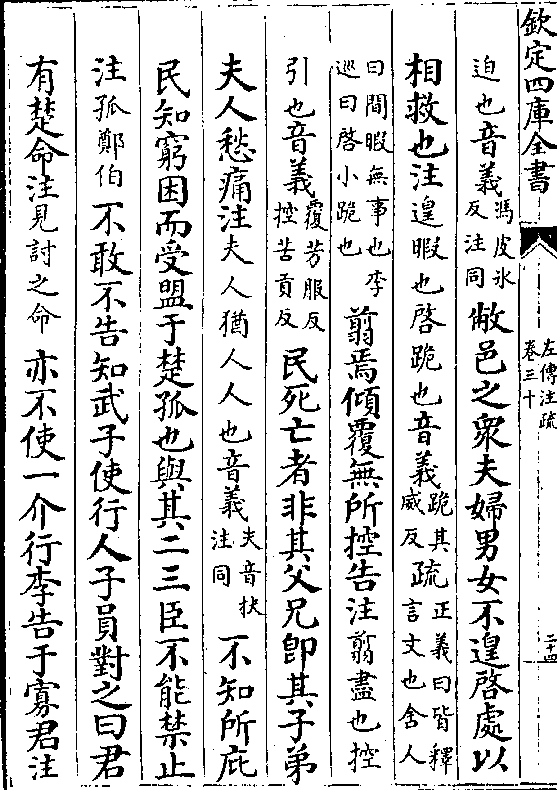 欽定四庫全書
左傳注疏
卷三十
二十四
迫也音義馮皮冰
反注同敝邑之衆夫婦男女不遑啓處以
相救也注遑暇也啓跪也音義跪其
威反疏正義曰皆釋
言文也舍人
曰閒暇無事也李
巡曰啓小跪也翦焉傾覆無所控告注翦盡也控
引也音義覆芳服反
控苦貢反民死亡者非其父兄即其子弟
夫人愁痛注夫人猶人人也音義夫音扶
注同不知所庇
民知窮困而受盟于楚孤也與其二三臣不能禁止
注孤鄭伯不敢不告知武子使行人子員對之曰君
有楚命注見討之命亦不使一介行李告于寡君注